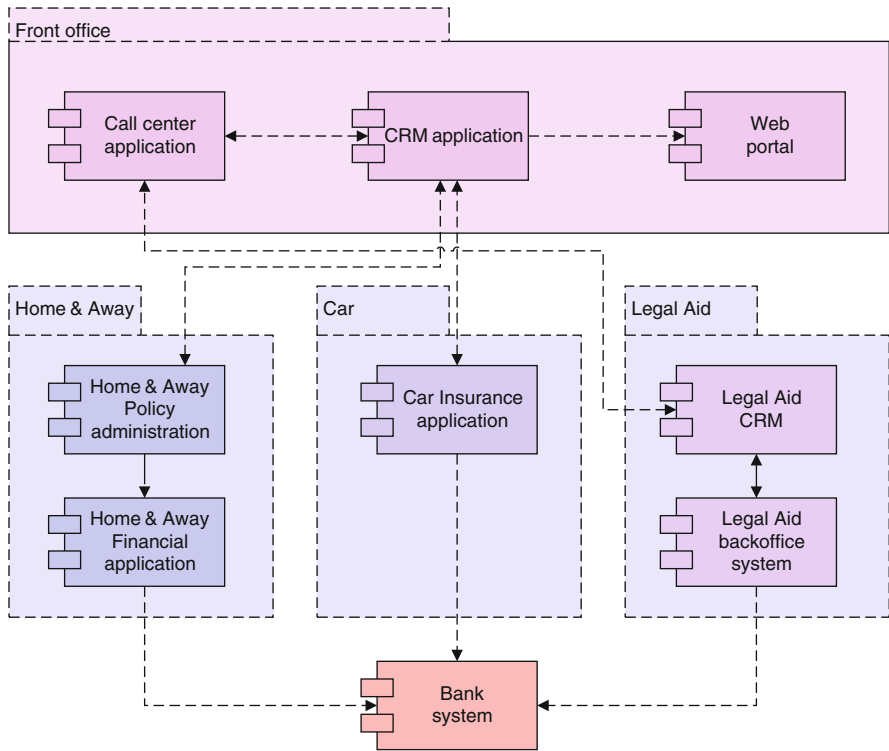 Front office
Call center
application
CRM application
Web
portal
Home & Away
Car
Legal Aid
Home & Away
Policy
administration
Car Insurance
application
Legal Aid
CRM
Home & Away
Financial
application
Legal Aid
backoffice
system
Bank
system